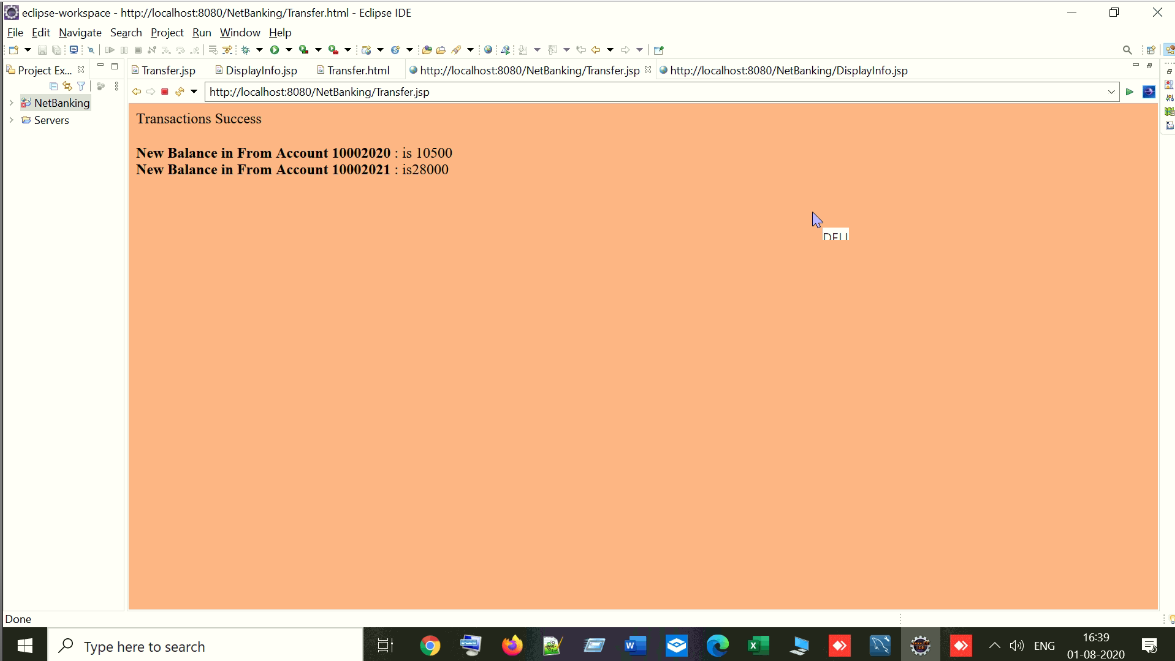 eclipse-workspace - http://localhost:8080/NetBanking/Transfer.html - Eclipse IDE
File Edit Navigate Search Project Run Window Help
Project Ex... Transfer.jsp DisplayInfo.jsp Transfer.html http://localhost:8080/NetBanking/Transfer.jsp http://localhost:8080/NetBanking/DisplayInfo.jsp
http://localhost:8080/NetBanking/Transfer.jsp
NetBanking
Servers
Transactions Success
New Balance in From Account 10002020 : is 10500
New Balance in From Account 10002021 : is28000
Done
Type here to search
ENG
16:39
01-08-2020